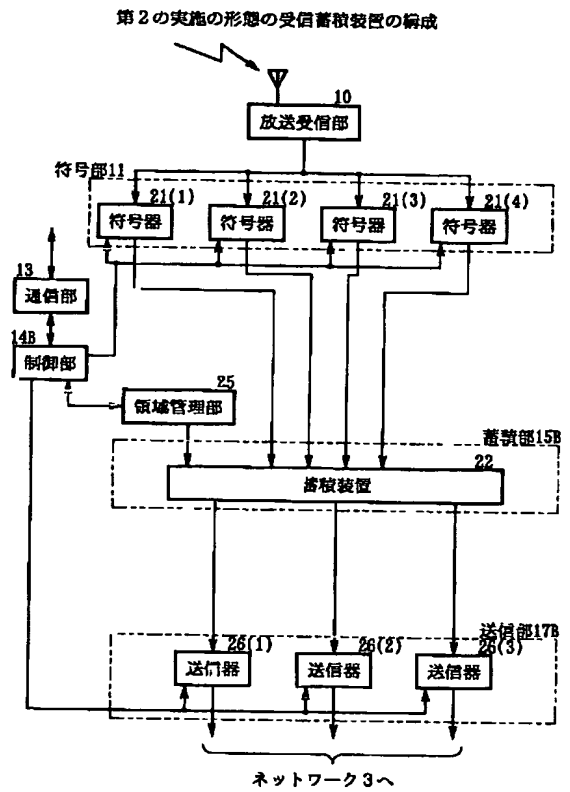 第2の実施の形態の受信蓄積装置の構成
10
放送受信部
符号部11
21(1)
21(2)
21(3)
21(4)
符号器
符号器
符号器
符号器
13
通信部
14B
制御部
25
領域管理部
蓄積部15B
22
蓄積装置
送信部17B
26(1)
26(2)
26(3)
送信器
送信器
送信器
ネットワーク3へ